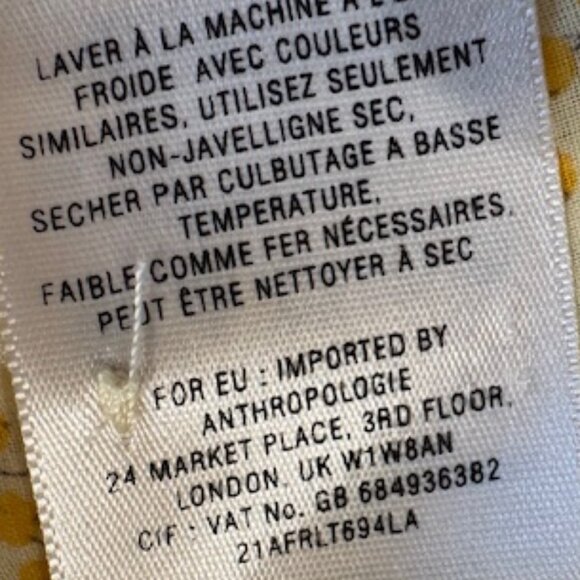 LAVER À LA MACHINE À L'E
FROIDE AVEC COULEURS
SIMILAIRES, UTILISEZ SEULEMENT
NON-JAVELLIGNE SEC,
SECHER PAR CULBUTAGE A BASSE
TEMPERATURE,
FAIBLE COMME FER NÉCESSAIRES,
PEUT ÊTRE NETTOYER À SEC
FOR EU : IMPORTED BY
ANTHROPOLOGIE
24 MARKET PLACE, 3RD FLOOR,
LONDON, UK W1W8AN
CIF : VAT No. GB 684936382
21AFRLT694LA